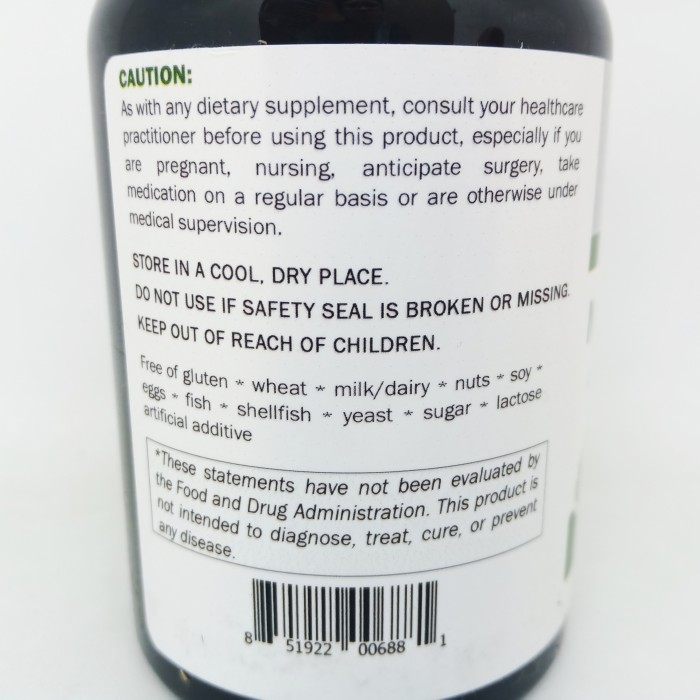 CAUTION:
As with any dietary supplement, consult your healthcare
practitioner before using this product, especially if you
are pregnant, nursing, anticipate surgery, take
medication on a regular basis or are otherwise under
medical supervision.
STORE IN A COOL, DRY PLACE.
DO NOT USE IF SAFETY SEAL IS BROKEN OR MISSING.
KEEP OUT OF REACH OF CHILDREN.
Free of gluten * wheat * milk/dairy * nuts * soy *
eggs * fish * shellfish * yeast * sugar * lactose
artificial additive
*These statements have not been evaluated by
the Food and Drug Administration. This product is
not intended to diagnose, treat, cure, or prevent
any disease.
8 51922 00688 1